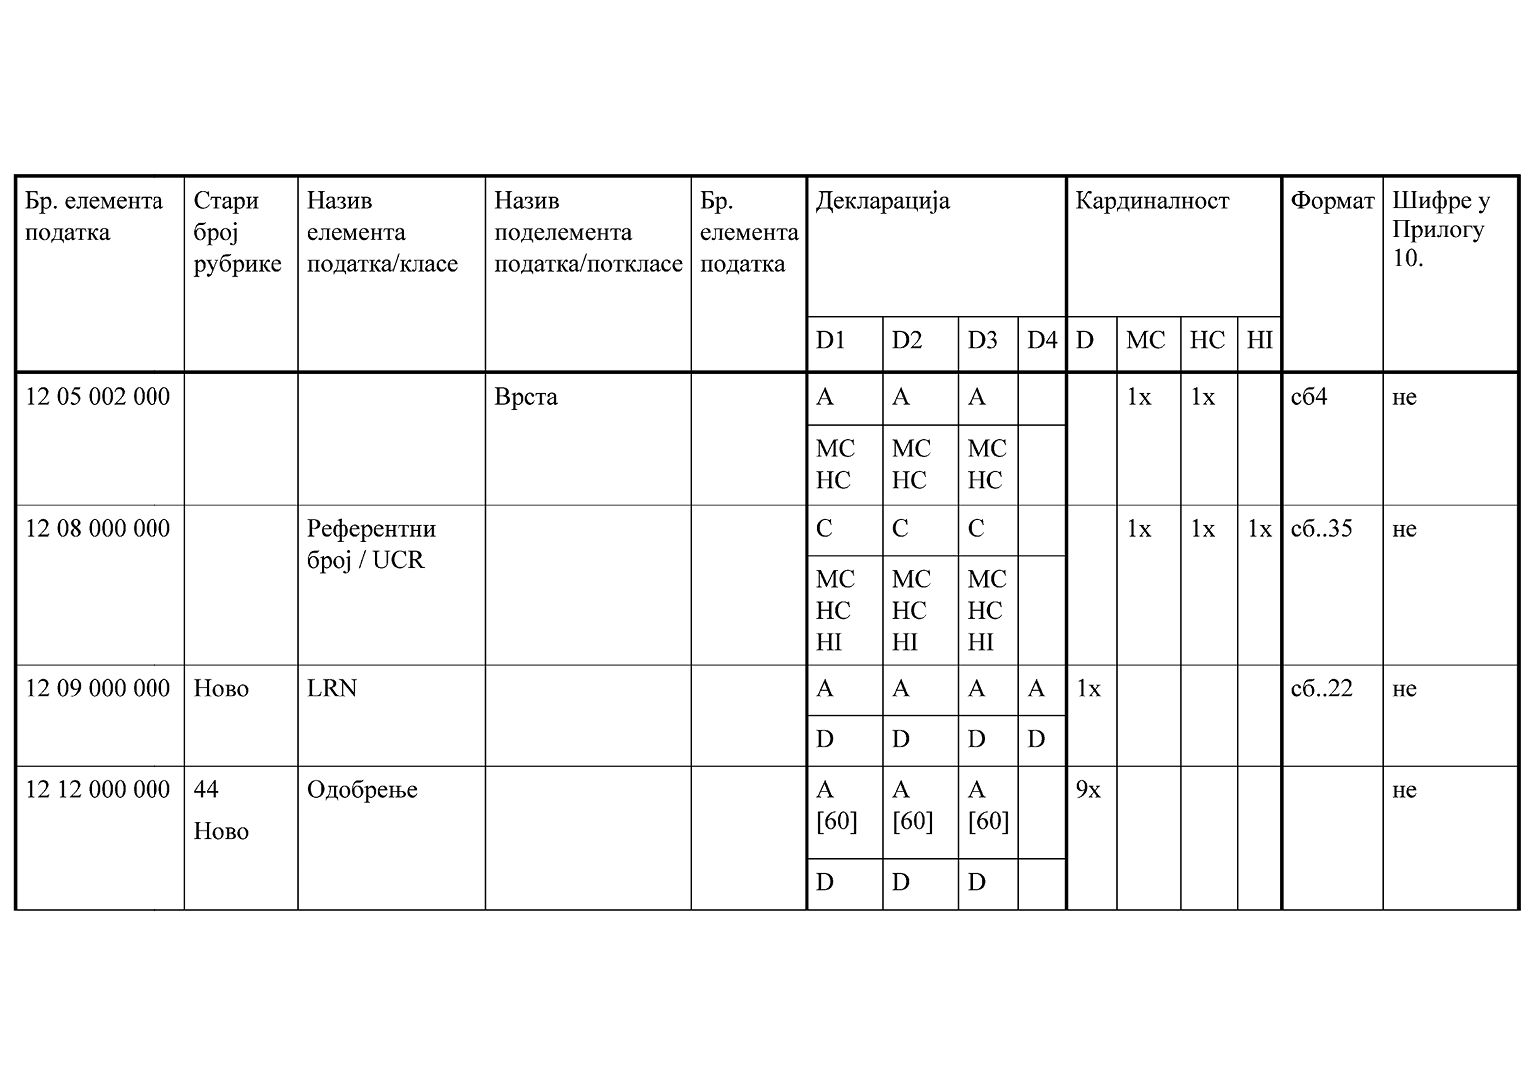 Бр. елемента податка
Стари број рубрике
Назив елемента податка/класе
Назив поделемента податка/поткласе
Бр. елемента податка
Декларација
Кардиналност
Формат
Шифре у Прилогу 10.
D1 D2 D3 D4 D MC HC HI
12 05 002 000 Врста A A A 1x 1x сб4 не
MC MC MC
HC HC HC
12 08 000 000 Референтни C C C 1x 1x 1x сб..35 не
број / UCR
MC MC MC
HC HC HC
HI HI HI
12 09 000 000 Ново LRN A A A A 1x сб..22 не
D D D D
12 12 000 000 44 Одобрење A A A 9x не
[60] [60] [60]
Ново
D D D